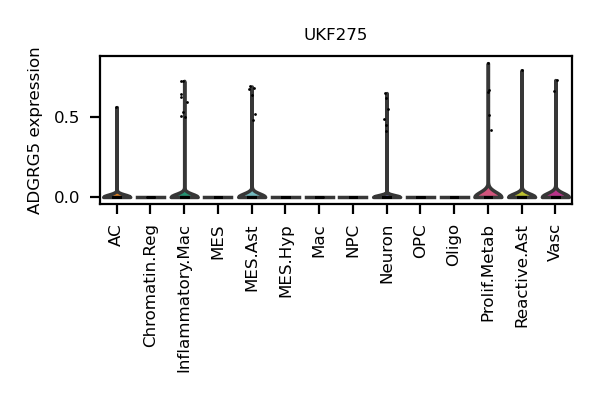 UKF275
ADGRG5 expression
0.5
0.0
AC
Chromatin.Reg
Inflammatory.Mac
MES
MES.Ast
MES.Hyp
Mac
NPC
Neuron
OPC
Oligo
Prolif.Metab
Reactive.Ast
Vasc